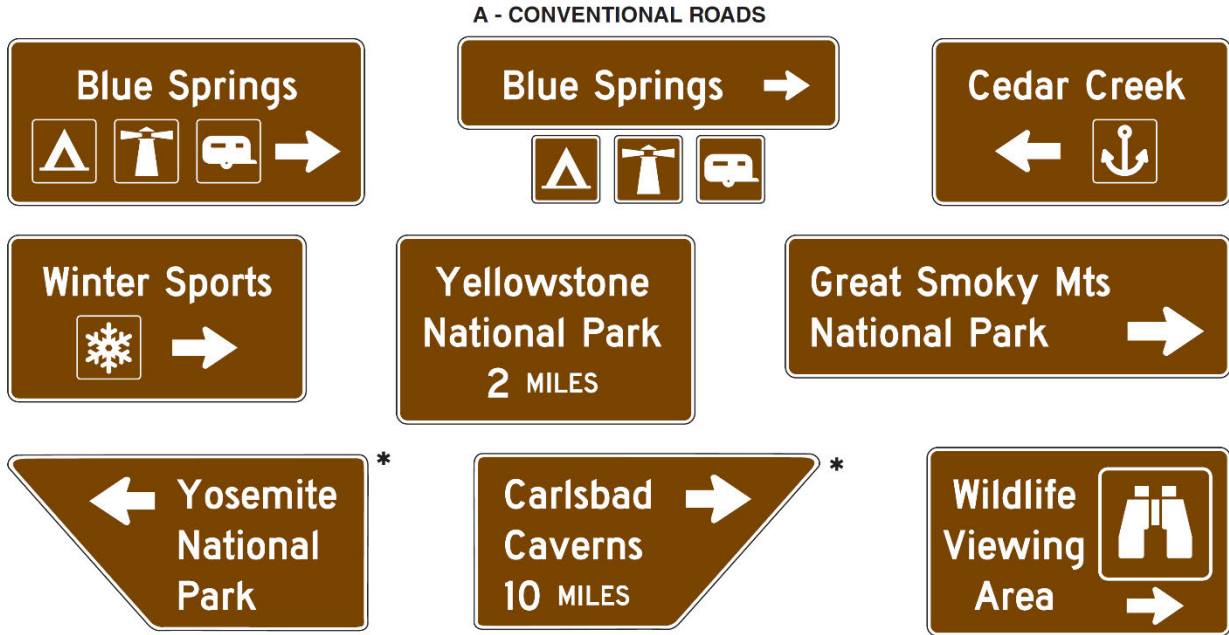 A - CONVENTIONAL ROADS
Blue Springs
Blue Springs
Cedar Creek
Winter Sports
Yellowstone
National Park
2 MILES
Great Smoky Mts
National Park
Yosemite
National
Park
*
Carlsbad
Caverns
10 MILES
*
Wildlife
Viewing
Area